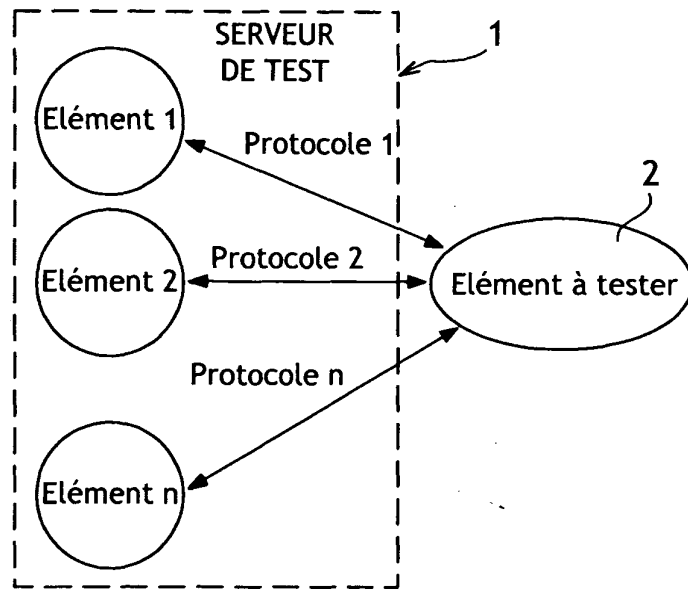 SERVEUR
DE TEST
1
Elément 1
Protocole 1
2
Elément 2
Protocole 2
Elément à tester
Protocole n
Elément n